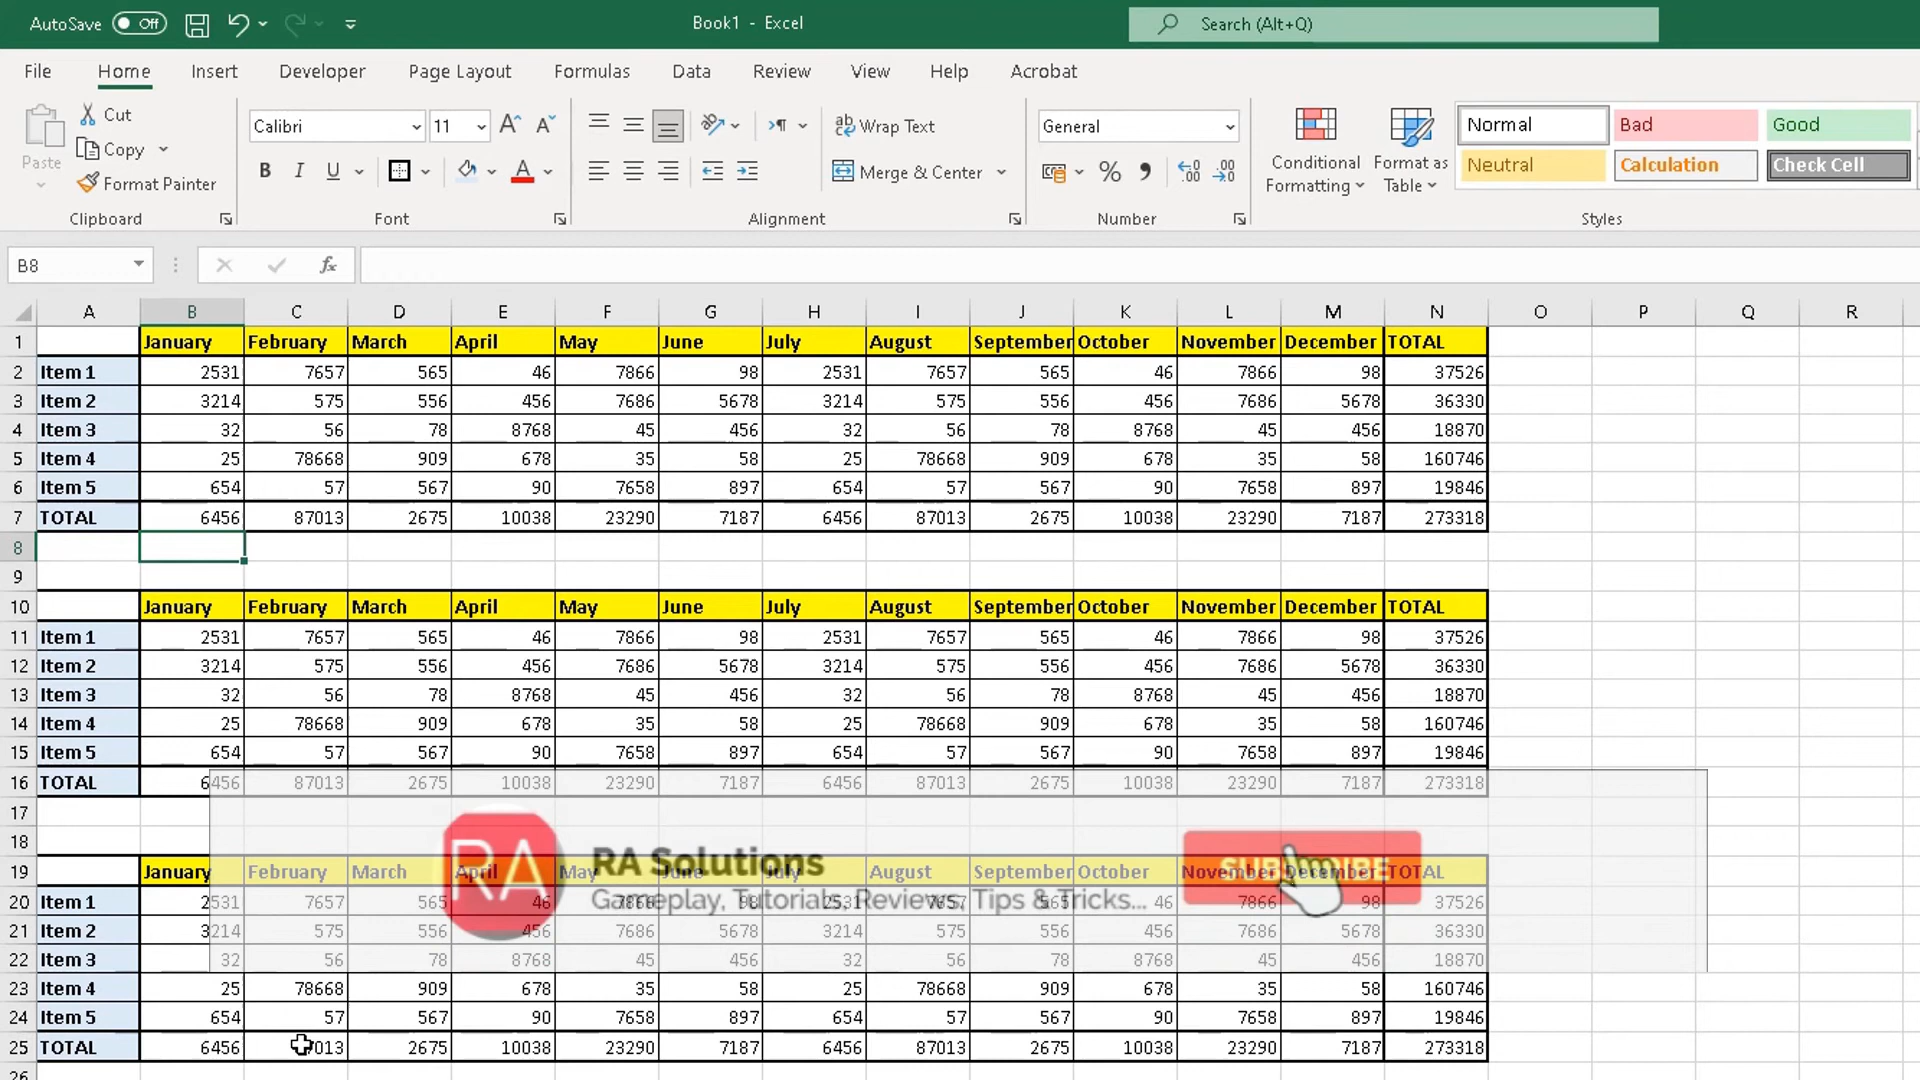 AutoSave Off Book1 - Excel Search (Alt+Q)
File Home Insert Developer Page Layout Formulas Data Review View Help Acrobat
Paste Cut Copy Format Painter
Calibri 11
B I U
Wrap Text
Merge & Center
General
Conditional Formatting
Format as Table
Normal Bad Good
Neutral Calculation Check Cell
Clipboard Font Alignment Number Styles
B8 fx
A B C D E F G H I J K L M N O P Q R
1 January February March April May June July August September October November December TOTAL
2 Item 1 2531 7657 565 46 7866 98 2531 7657 565 46 7866 98 37526
3 Item 2 3214 575 556 456 7686 5678 3214 575 556 456 7686 5678 36330
4 Item 3 32 56 78 8768 45 456 32 56 78 8768 45 456 18870
5 Item 4 25 78668 909 678 35 58 25 78668 909 678 35 58 160746
6 Item 5 654 57 567 90 7658 897 654 57 567 90 7658 897 19846
7 TOTAL 6456 87013 2675 10038 23290 7187 6456 87013 2675 10038 23290 7187 273318
8
9
10 January February March April May June July August September October November December TOTAL
11 Item 1 2531 7657 565 46 7866 98 2531 7657 565 46 7866 98 37526
12 Item 2 3214 575 556 456 7686 5678 3214 575 556 456 7686 5678 36330
13 Item 3 32 56 78 8768 45 456 32 56 78 8768 45 456 18870
14 Item 4 25 78668 909 678 35 58 25 78668 909 678 35 58 160746
15 Item 5 654 57 567 90 7658 897 654 57 567 90 7658 897 19846
16 TOTAL 6456 87013 2675 10038 23290 7187 6456 87013 2675 10038 23290 7187 273318
17
18
RA RA Solutions SUBSCRIBE
Gameplay, Tutorials, Reviews, Tips & Tricks...
19 January February March April May June July August September October November December TOTAL
20 Item 1 2531 7657 565 46 7866 2531 7657 565 46 7866 98 37526
21 Item 2 3214 575 556 456 7686 5678 3214 575 556 456 7686 5678 36330
22 Item 3 32 56 78 8768 45 456 32 56 78 8768 45 456 18870
23 Item 4 25 78668 909 678 35 58 25 78668 909 678 35 58 160746
24 Item 5 654 57 567 90 7658 897 654 57 567 90 7658 897 19846
25 TOTAL 6456 013 2675 10038 23290 7187 6456 87013 2675 10038 23290 7187 273318
26